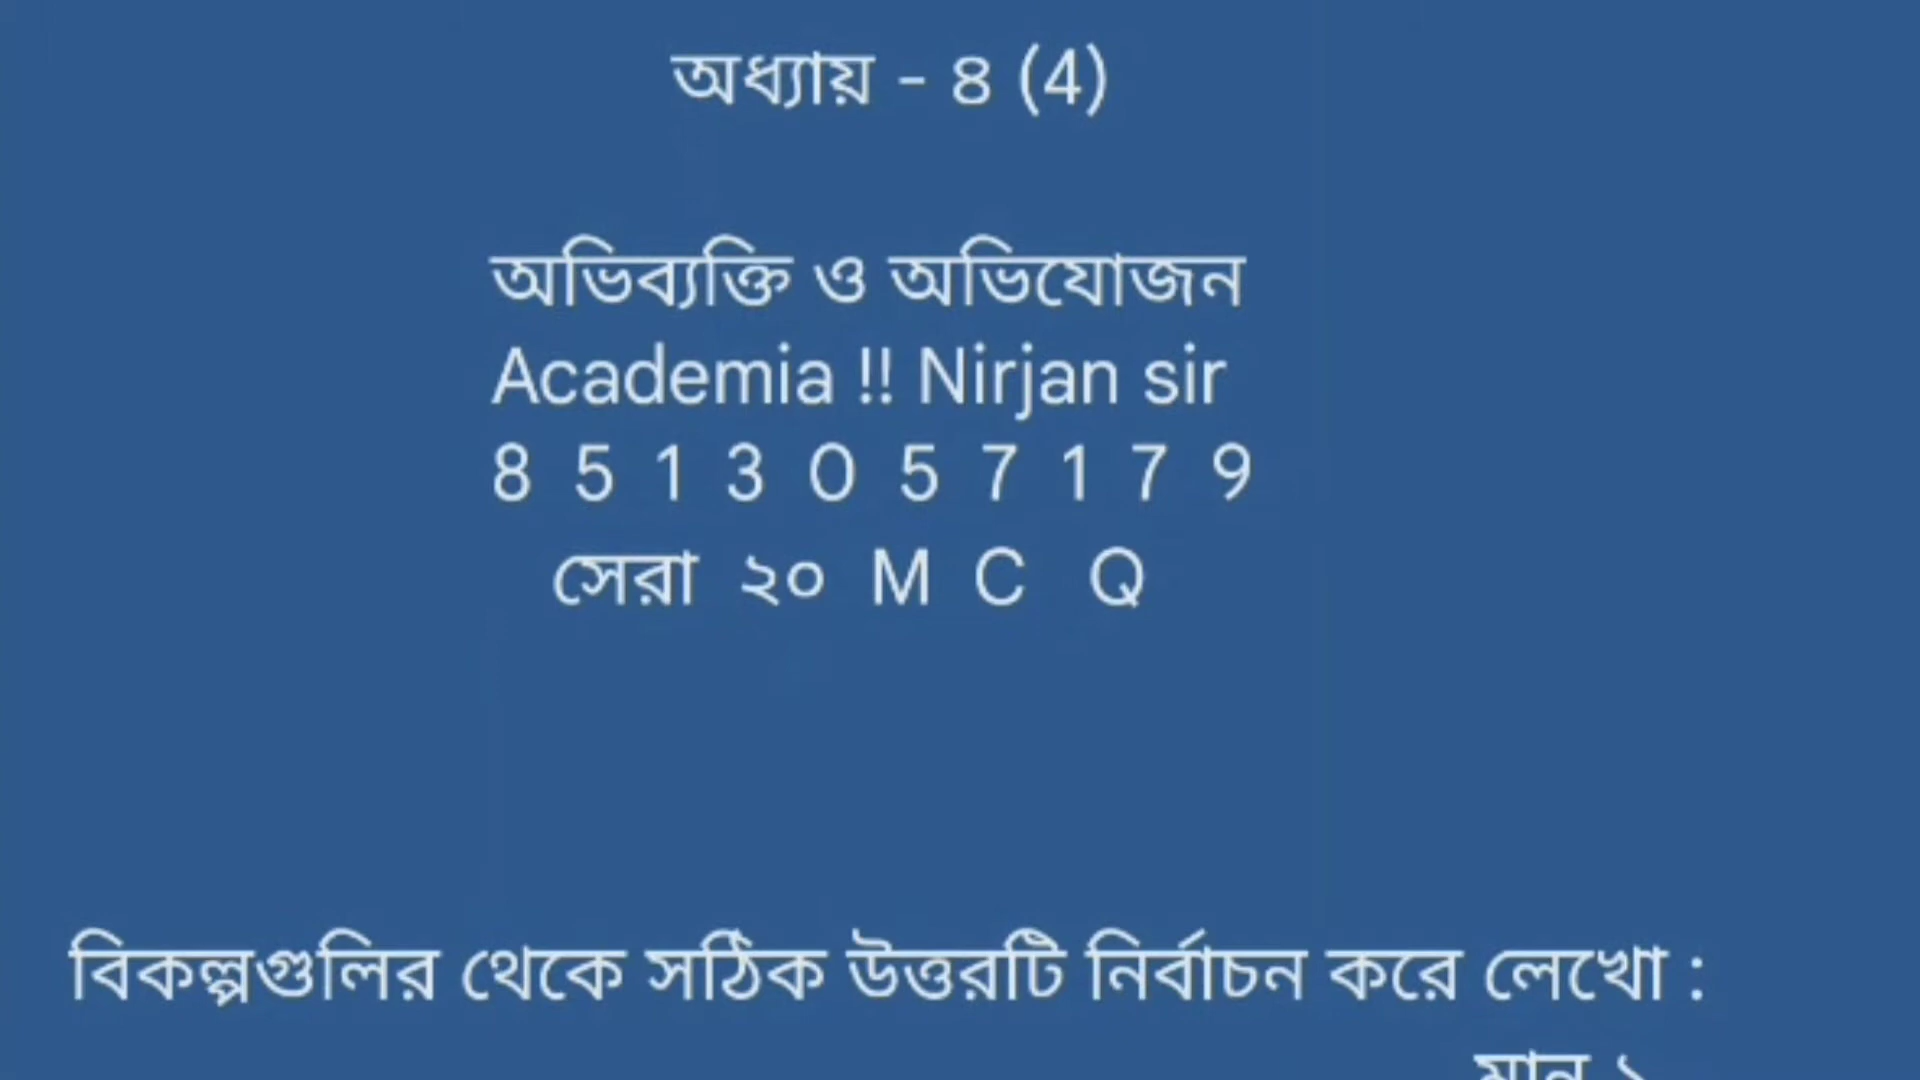 অধ্যায় - ৪ (4)
অভিব্যক্তি ও অভিযোজন
Academia !! Nirjan sir
8 5 1 3 0 5 7 1 7 9
সেরা ২০ M C Q
বিকল্পগুলির থেকে সঠিক উত্তরটি নির্বাচন করে লেখো :
মান ১